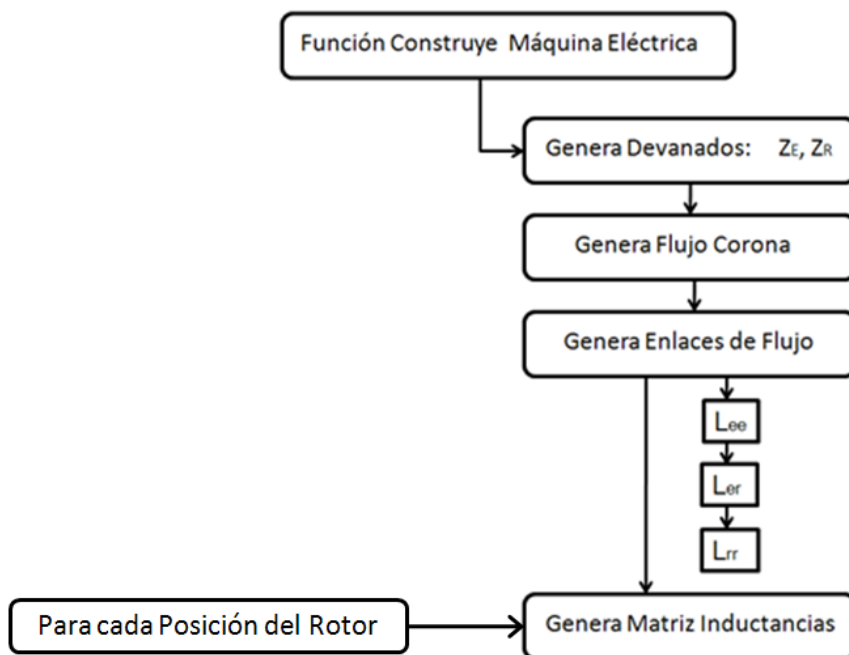 Función Construye Máquina Eléctrica
Genera Devanados: ZE, ZR
Genera Flujo Corona
Genera Enlaces de Flujo
Lee
Ler
Lrr
Para cada Posición del Rotor
Genera Matriz Inductancias